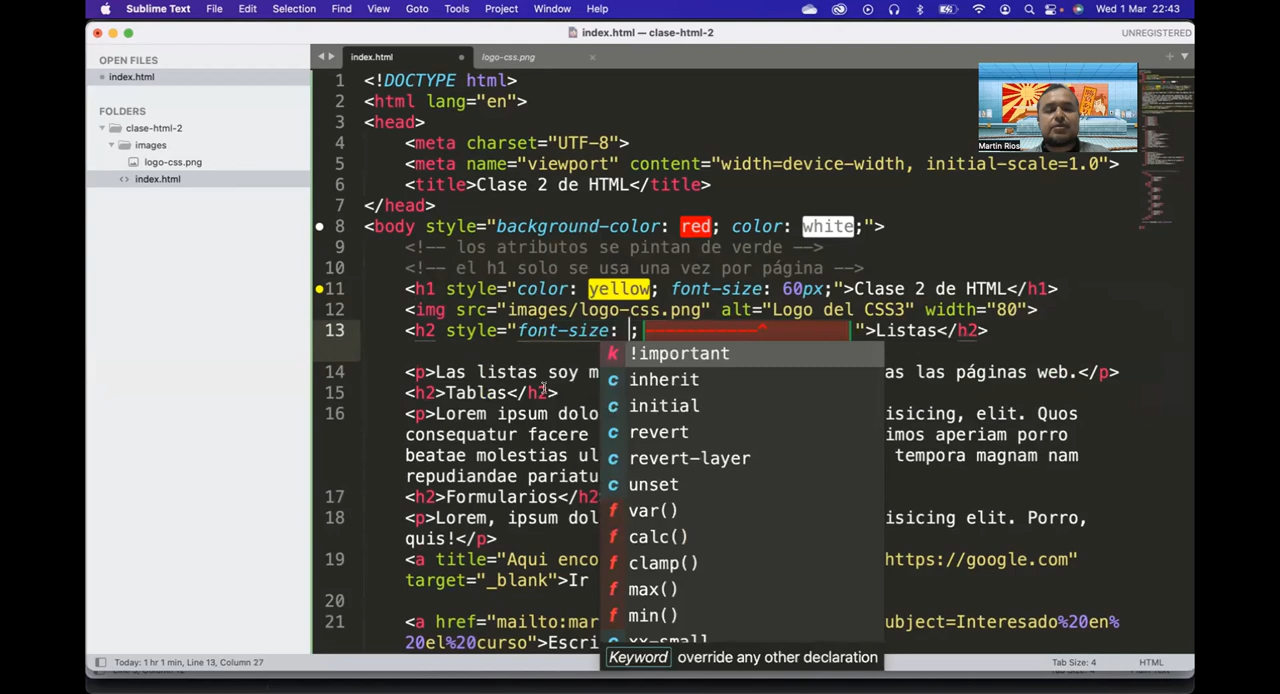 Sublime Text File Edit Selection Find View Goto Tools Project Window Help Wed 1 Mar 22:43
index.html — clase-html-2 UNREGISTERED
OPEN FILES
index.html
FOLDERS
clase-html-2
images
logo-css.png
index.html
index.html logo-css.png
1 <!DOCTYPE html>
2 <html lang="en">
3 <head>
4 <meta charset="UTF-8">
5 <meta name="viewport" content="width=device-width, initial-scale=1.0">
6 <title>Clase 2 de HTML</title>
7 </head>
8 <body style="background-color: red; color: white;">
9 <!-- los atributos se pintan de verde -->
10 <!-- el h1 solo se usa una vez por página -->
11 <h1 style="color: yellow; font-size: 60px;">Clase 2 de HTML</h1>
12 <img src="images/logo-css.png" alt="Logo del CSS3" width="80">
13 <h2 style="font-size: ; ">Listas</h2>
14 <p>Las listas soy m as las páginas web.</p>
15 <h2>Tablas</h2>
16 <p>Lorem ipsum dolo isicing, elit. Quos
consequatur facere imos aperiam porro
beatae molestias ul tempora magnam nam
repudiandae pariatu
17 <h2>Formularios</h2
18 <p>Lorem, ipsum dol isicing elit. Porro,
quis!</p>
19 <a title="Aqui enco https://google.com"
target="_blank">Ir
20
21 <a href="mailto:mar ubject=Interesado%20en%
20el%20curso">Escri
k !important
c inherit
c initial
c revert
c revert-layer
c unset
f var()
f calc()
f clamp()
f max()
f min()
c xx-small
Keyword override any other declaration
Martin Rios
Today: 1 hr 1 min, Line 13, Column 27 Tab Size: 4 HTML